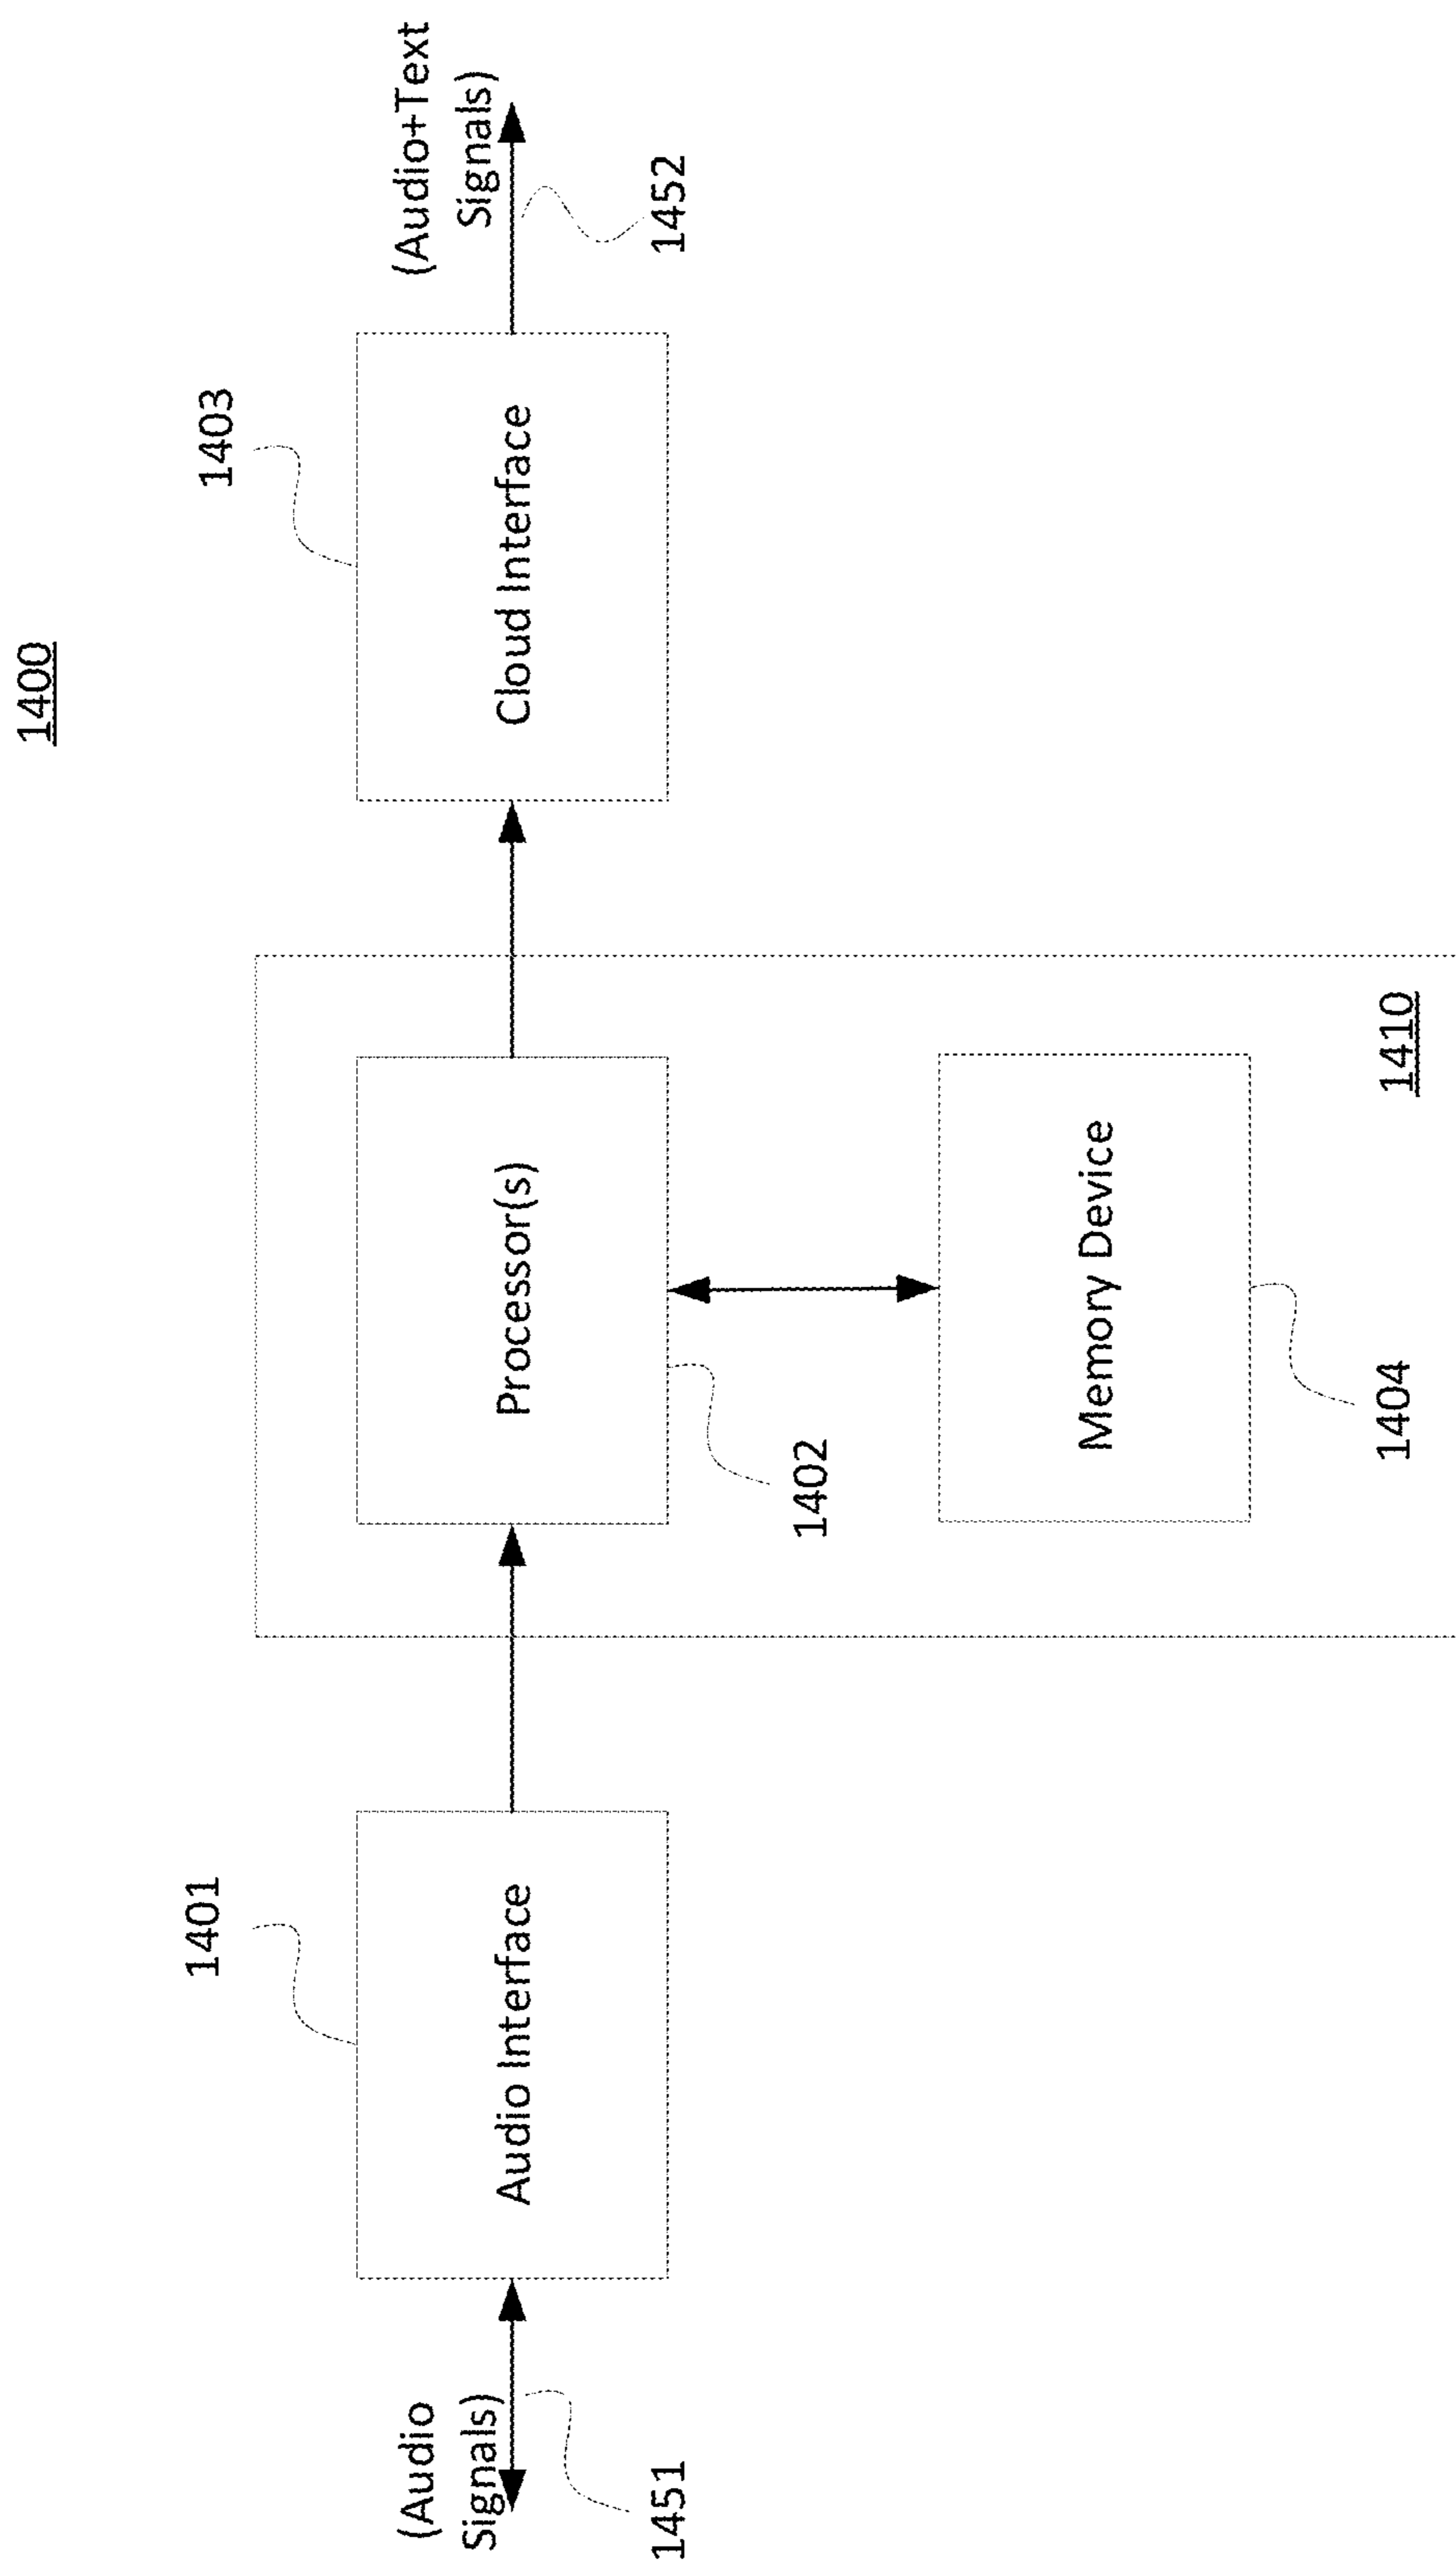 1400
1401
1403
(Audio
Signals)
Audio Interface
Processor(s)
Cloud Interface
(Audio+Text
Signals)
1451
1402
1452
Memory Device
1404
1410